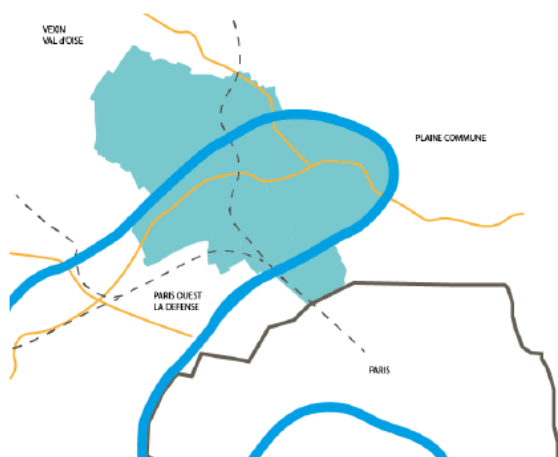 VEXIN
VAL d'OISE
PLAINE COMMUNE
PARIS OUEST
LA DEFENSE
PARIS